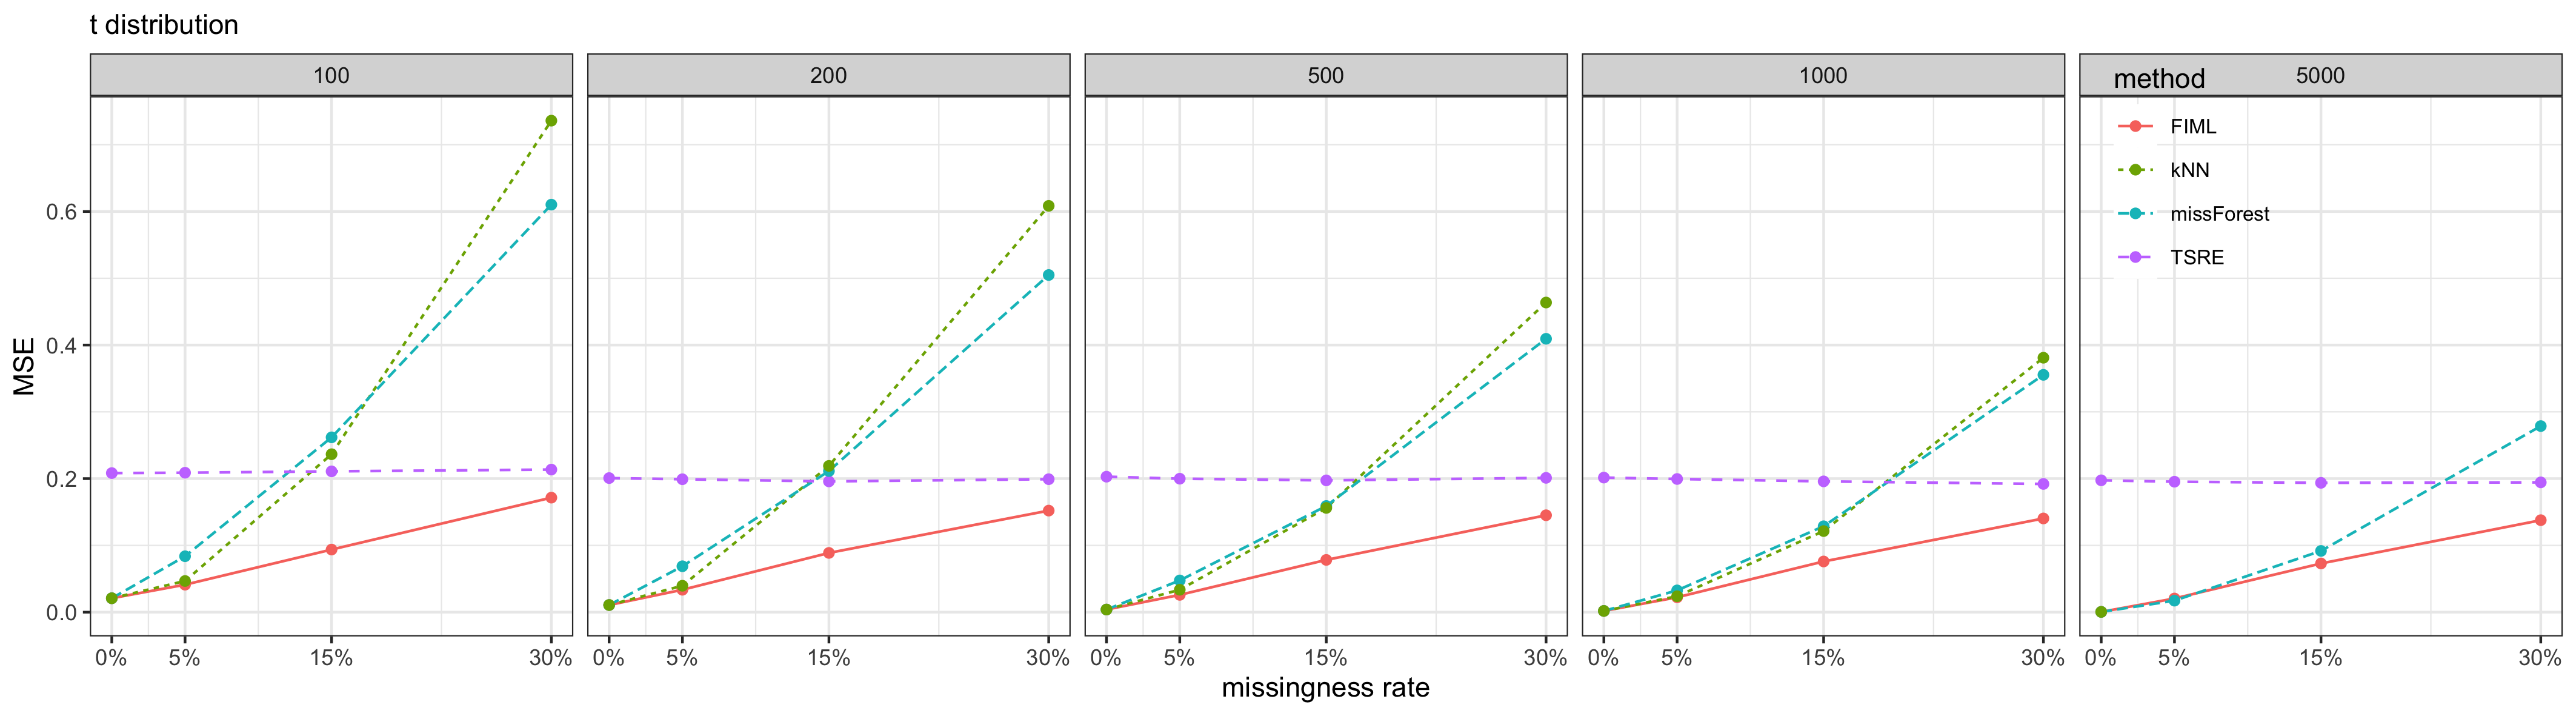 t distribution
100 200 500 1000 5000
method
FIML
kNN
missForest
TSRE
MSE
0.6
0.4
0.2
0.0
0% 5% 15% 30% 0% 5% 15% 30% 0% 5% 15% 30% 0% 5% 15% 30% 0% 5% 15% 30%
missingness rate